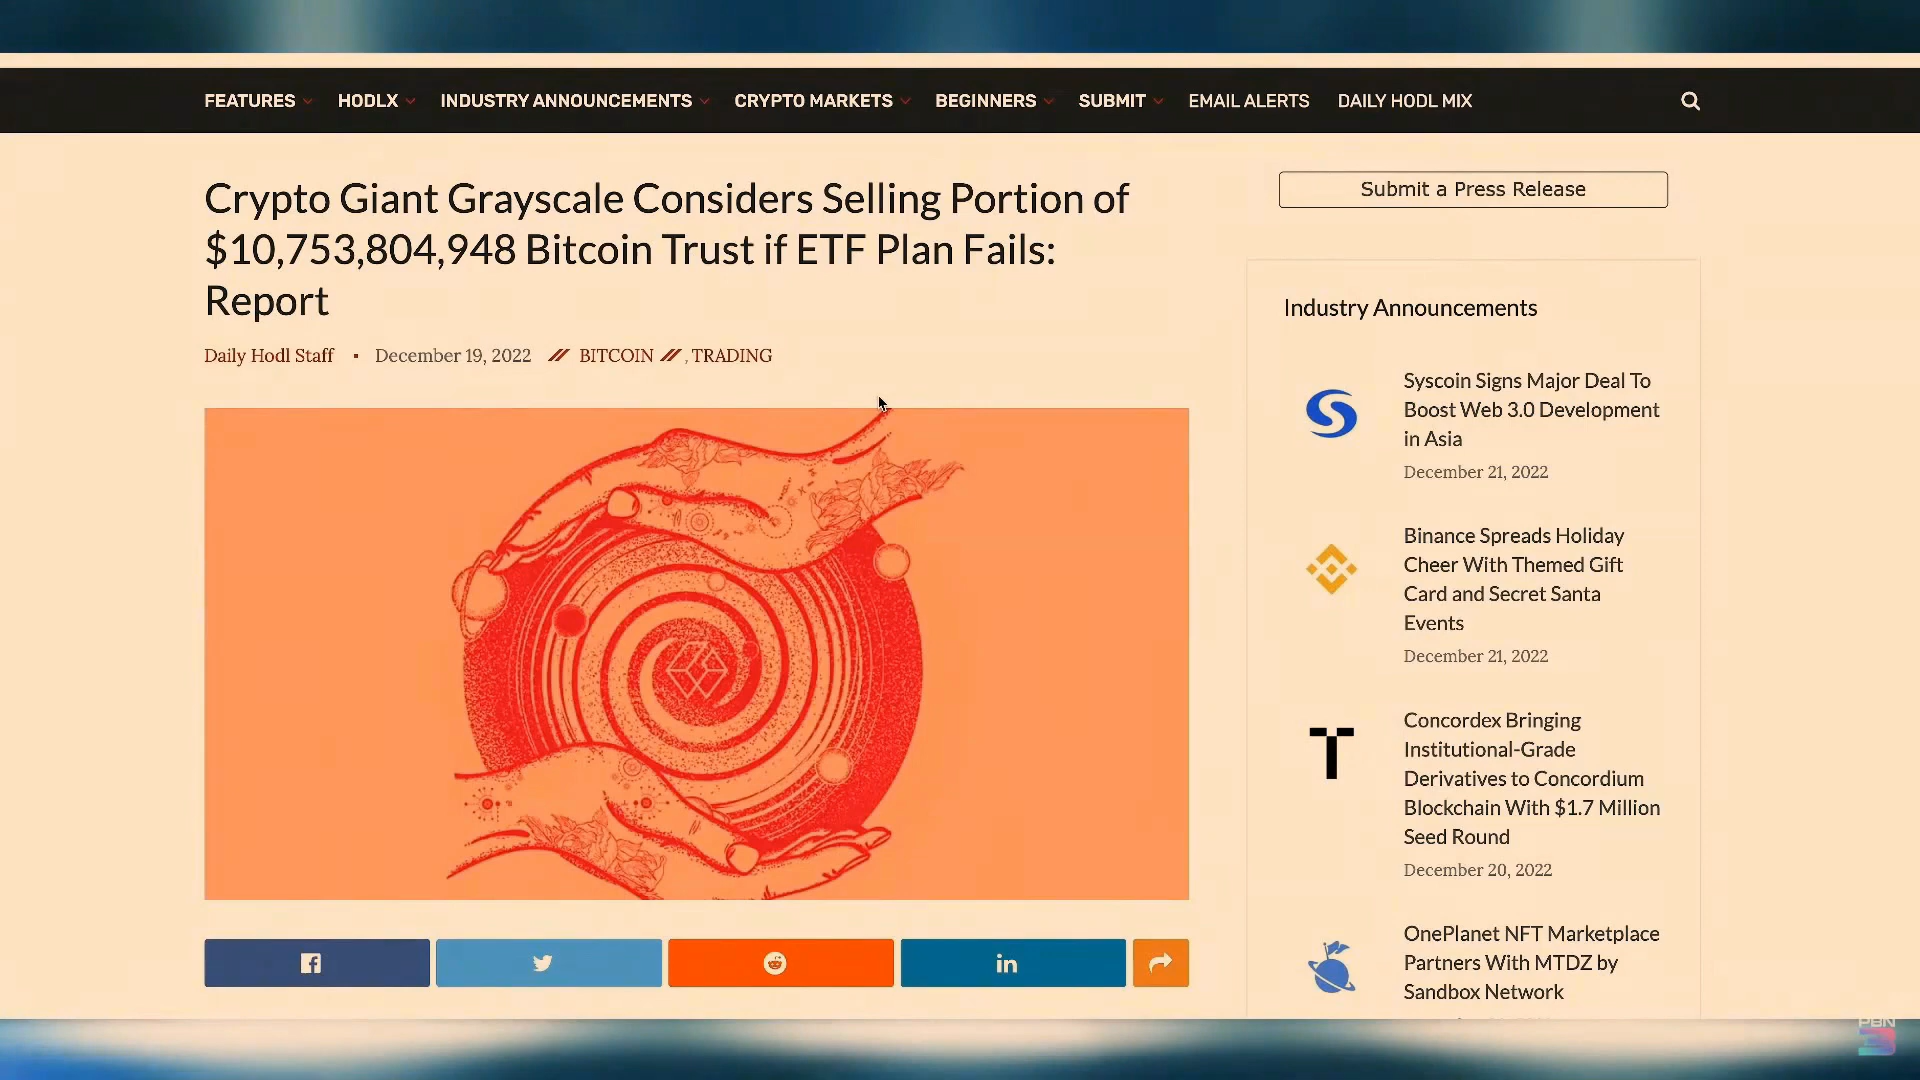 FEATURES HODLX INDUSTRY ANNOUNCEMENTS CRYPTO MARKETS BEGINNERS SUBMIT EMAIL ALERTS DAILY HODL MIX
Crypto Giant Grayscale Considers Selling Portion of
$10,753,804,948 Bitcoin Trust if ETF Plan Fails:
Report
Daily Hodl Staff • December 19, 2022 // BITCOIN // , TRADING
Submit a Press Release
Industry Announcements
Syscoin Signs Major Deal To
Boost Web 3.0 Development
in Asia
December 21, 2022
Binance Spreads Holiday
Cheer With Themed Gift
Card and Secret Santa
Events
December 21, 2022
Concordex Bringing
Institutional-Grade
Derivatives to Concordium
Blockchain With $1.7 Million
Seed Round
December 20, 2022
OnePlanet NFT Marketplace
Partners With MTDZ by
Sandbox Network
PBN